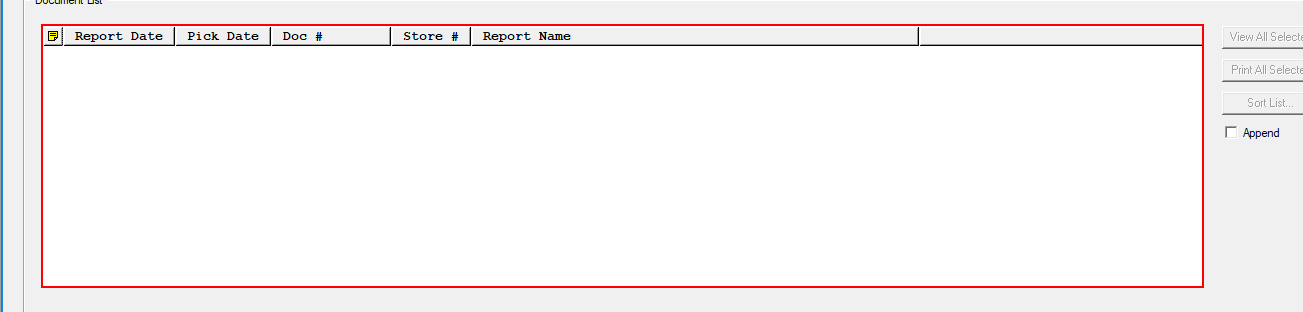 Document List
Report Date Pick Date Doc # Store # Report Name
View All Selecte
Print All Selecte
Sort List...
Append